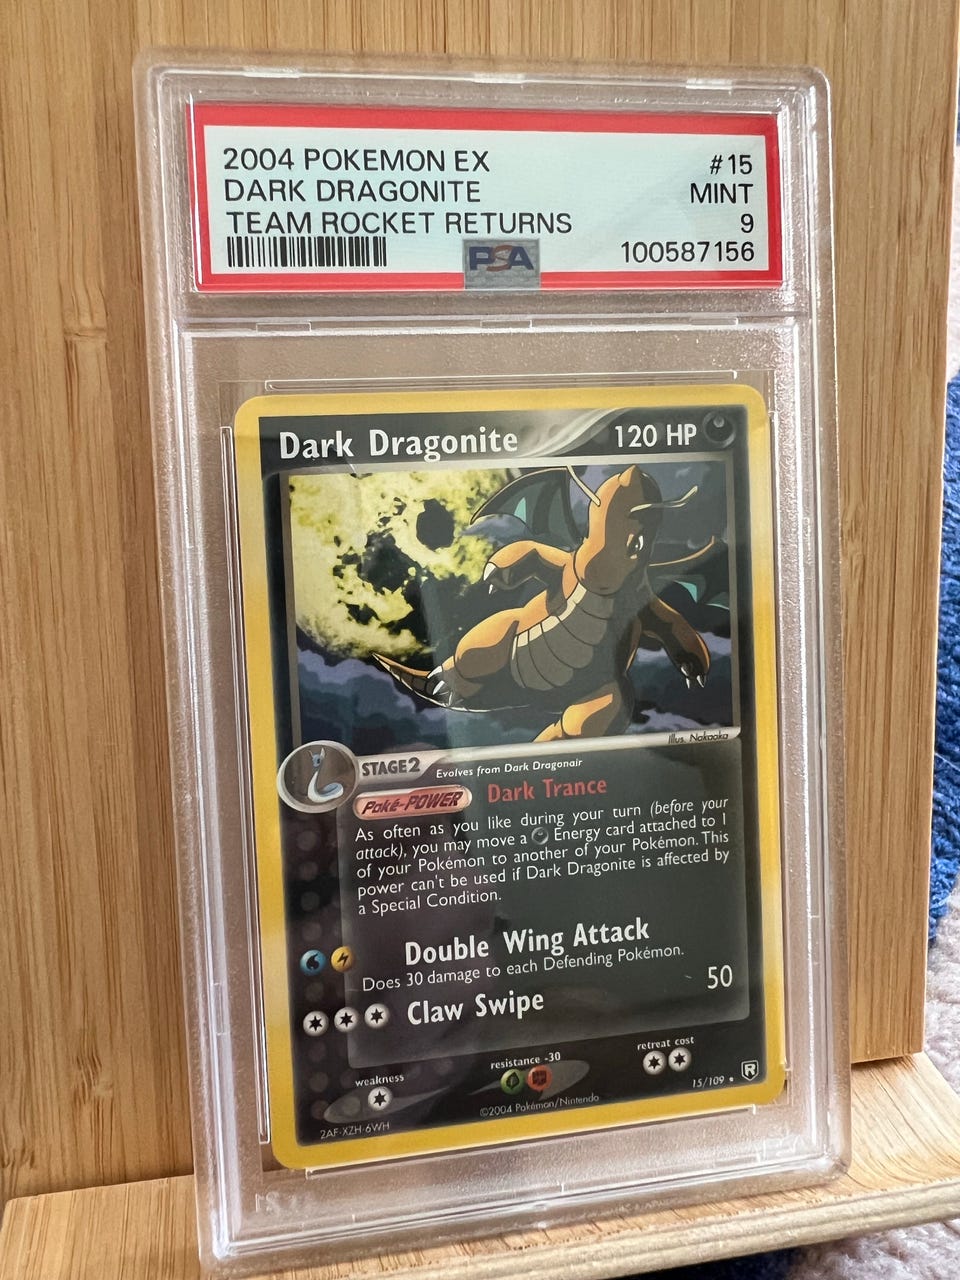 2004 POKEMON EX #15
DARK DRAGONITE MINT
TEAM ROCKET RETURNS 9
PSA 100587156
Dark Dragonite 120 HP
Illus. Nakaoka
STAGE2 Evolves from Dark Dragonair
Poké-POWER Dark Trance
As often as you like during your turn (before your
attack), you may move a Energy card attached to 1
of your Pokémon to another of your Pokémon. This
power can't be used if Dark Dragonite is affected by
a Special Condition.
Double Wing Attack
Does 30 damage to each Defending Pokémon.
Claw Swipe 50
weakness resistance -30 retreat cost
15/109 R
©2004 Pokémon/Nintendo
2AF-XZH-6WH